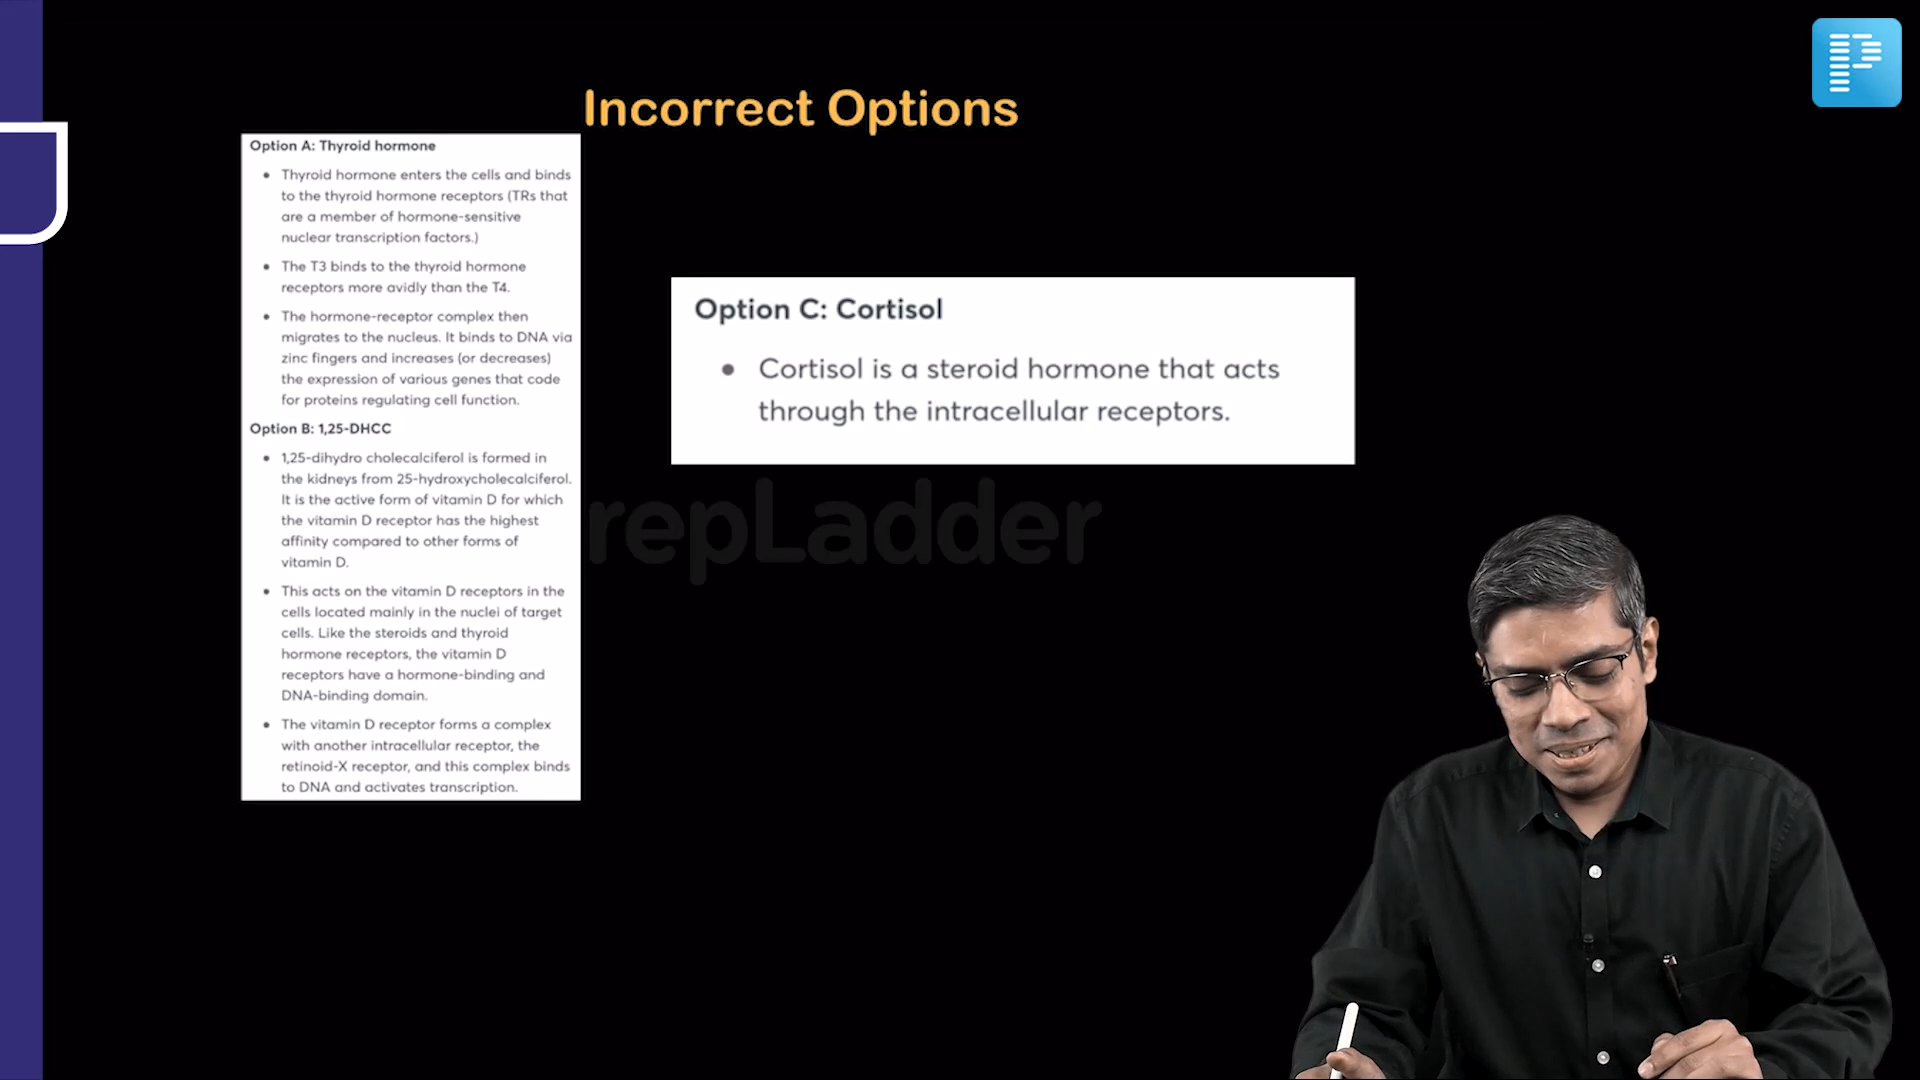 Incorrect Options
Option A: Thyroid hormone
• Thyroid hormone enters the cells and binds
to the thyroid hormone receptors (TRs that
are a member of hormone-sensitive
nuclear transcription factors.)
• The T3 binds to the thyroid hormone
receptors more avidly than the T4.
• The hormone-receptor complex then
migrates to the nucleus. It binds to DNA via
zinc fingers and increases (or decreases)
the expression of various genes that code
for proteins regulating cell function.
Option B: 1,25-DHCC
• 1,25-dihydro cholecalciferol is formed in
the kidneys from 25-hydroxycholecalciferol.
It is the active form of vitamin D for which
the vitamin D receptor has the highest
affinity compared to other forms of
vitamin D.
• This acts on the vitamin D receptors in the
cells located mainly in the nuclei of target
cells. Like the steroids and thyroid
hormone receptors, the vitamin D
receptors have a hormone-binding and
DNA-binding domain.
• The vitamin D receptor forms a complex
with another intracellular receptor, the
retinoid-X receptor, and this complex binds
to DNA and activates transcription.
Option C: Cortisol
• Cortisol is a steroid hormone that acts
through the intracellular receptors.
repLadder